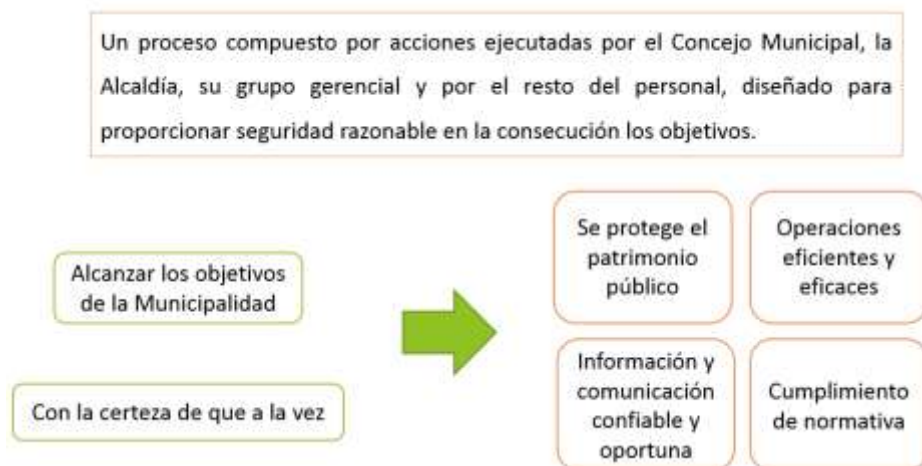 Un proceso compuesto por acciones ejecutadas por el Concejo Municipal, la
Alcaldía, su grupo gerencial y por el resto del personal, diseñado para
proporcionar seguridad razonable en la consecución los objetivos.
Alcanzar los objetivos
de la Municipalidad
Con la certeza de que a la vez
Se protege el
patrimonio
público
Operaciones
eficientes y
eficaces
Información y
comunicación
confiable y
oportuna
Cumplimiento
de normativa